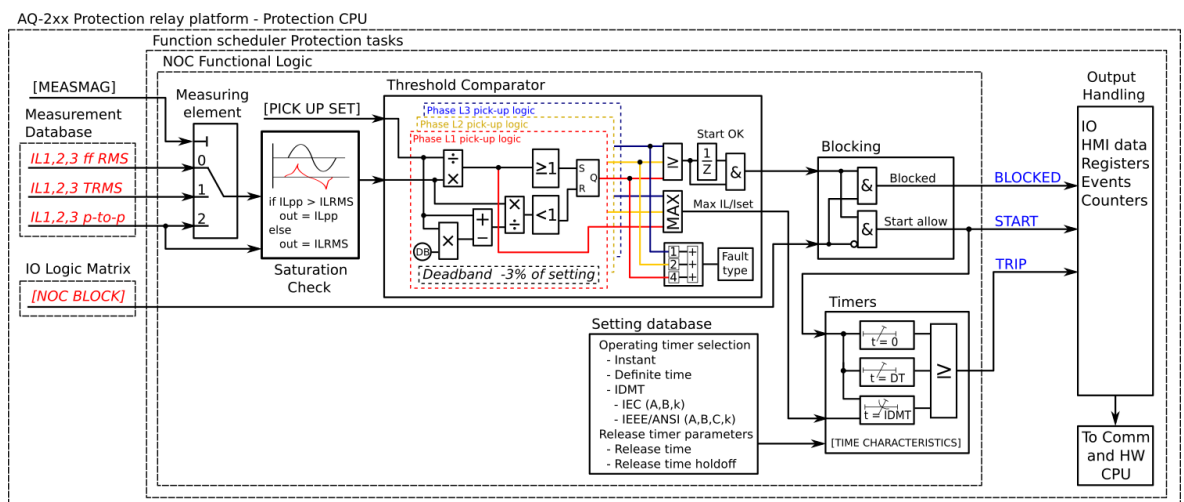 AQ-2xx Protection relay platform - Protection CPU
Function scheduler Protection tasks
NOC Functional Logic
[MEASMAG]
Measurement
Database
IL1,2,3 ff RMS
IL1,2,3 TRMS
IL1,2,3 p-to-p
IO Logic Matrix
[NOC BLOCK]
Measuring
element
0
1
2
[PICK UP SET]
if ILpp > ILRMS
out = ILpp
else
out = ILRMS
Saturation
Check
Threshold Comparator
Phase L3 pick-up logic
Phase L2 pick-up logic
Phase L1 pick-up logic
÷
×
≥1
S
Q
R
×
÷
<1
+
−
×
DB
Deadband -3% of setting
≥
Start OK
1
Z
&
MAX
Max IL/Iset
1 +
2
4 +
Fault
type
Blocking
&
Blocked
&
Start allow
BLOCKED
START
TRIP
Timers
t = 0
t = DT
t = IDMT
≥
[TIME CHARACTERISTICS]
Setting database
Operating timer selection
- Instant
- Definite time
- IDMT
- IEC (A,B,k)
- IEEE/ANSI (A,B,C,k)
Release timer parameters
- Release time
- Release time holdoff
Output
Handling
IO
HMI data
Registers
Events
Counters
To Comm
and HW
CPU